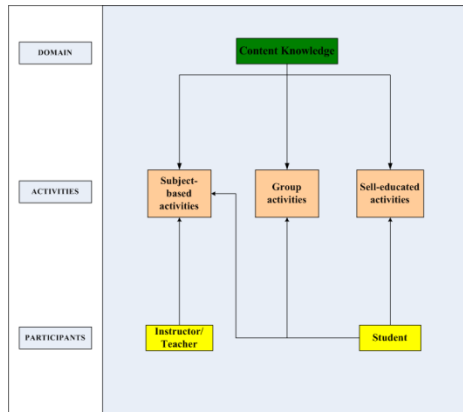 DOMAIN
Content Knowledge
ACTIVITIES
Subject-
based
activities
Group
activities
Sell-educated
activities
PARTICIPANTS
Instructor/
Teacher
Student